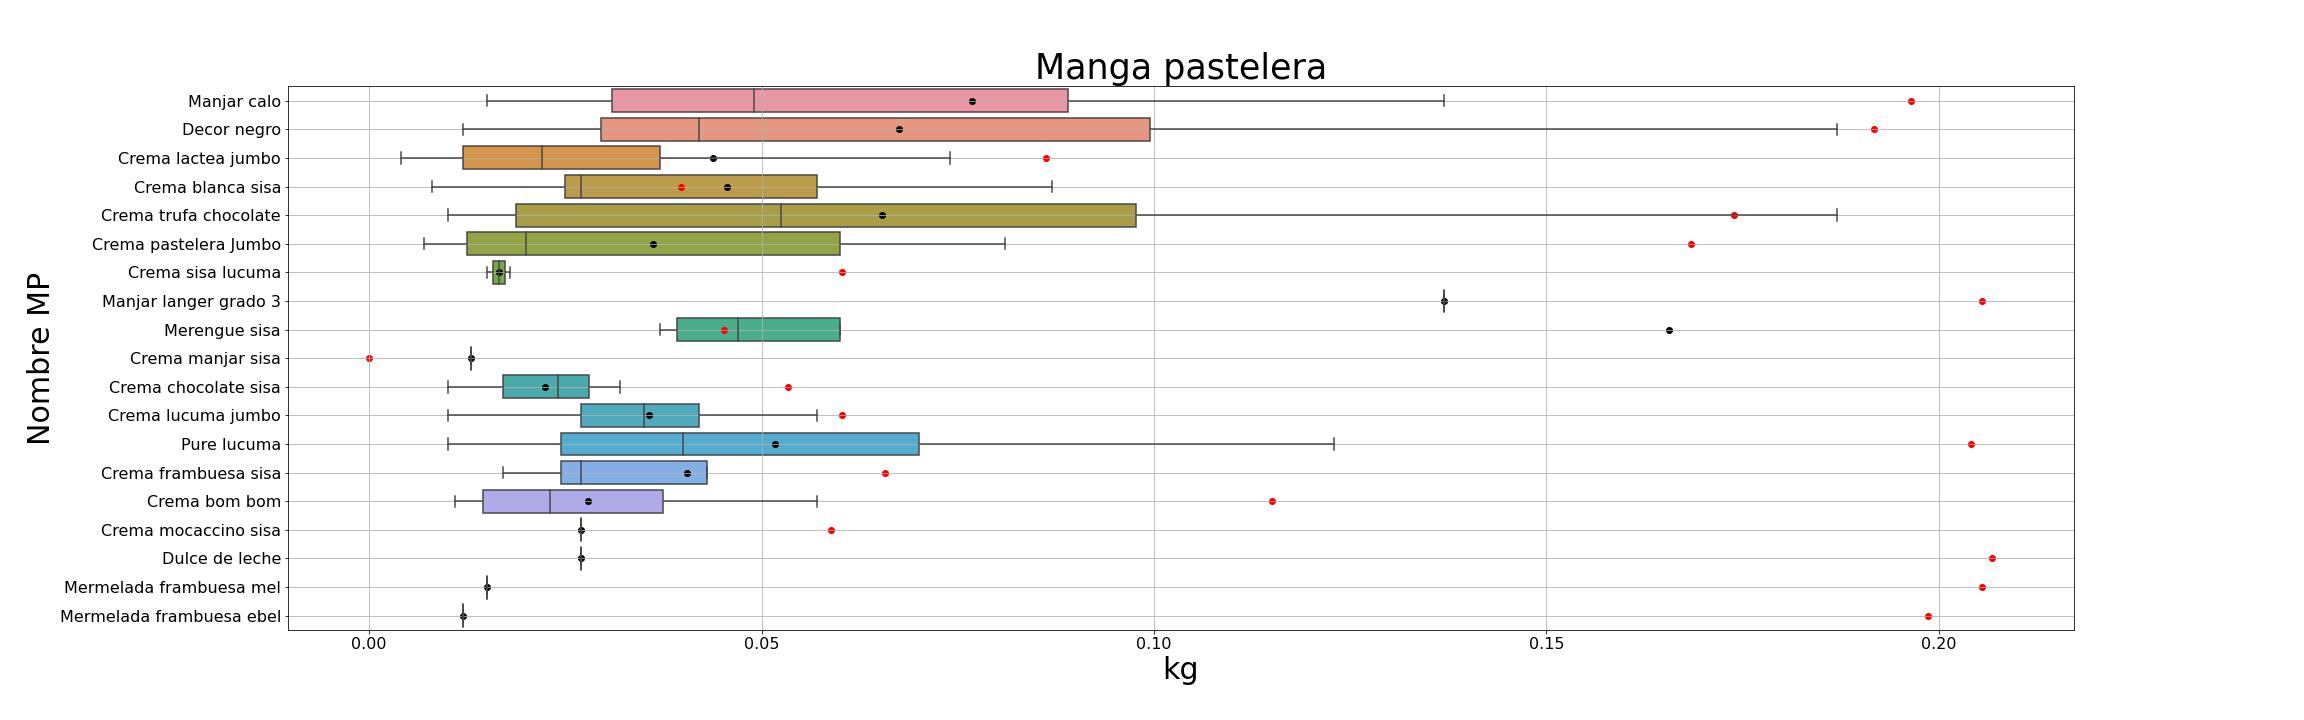 Manga pastelera
Nombre MP
Manjar calo
Decor negro
Crema lactea jumbo
Crema blanca sisa
Crema trufa chocolate
Crema pastelera Jumbo
Crema sisa lucuma
Manjar langer grado 3
Merengue sisa
Crema manjar sisa
Crema chocolate sisa
Crema lucuma jumbo
Pure lucuma
Crema frambuesa sisa
Crema bom bom
Crema mocaccino sisa
Dulce de leche
Mermelada frambuesa mel
Mermelada frambuesa ebel
0.00 0.05 0.10 0.15 0.20
kg